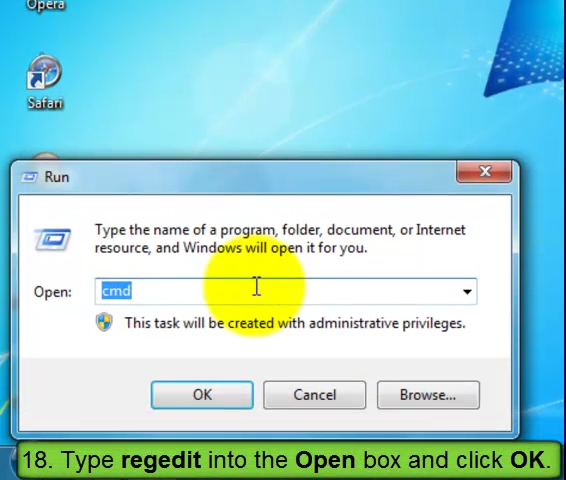 Opera
Safari
Run
Type the name of a program, folder, document, or Internet
resource, and Windows will open it for you.
Open: cmd
This task will be created with administrative privileges.
OK Cancel Browse...
18. Type regedit into the Open box and click OK.